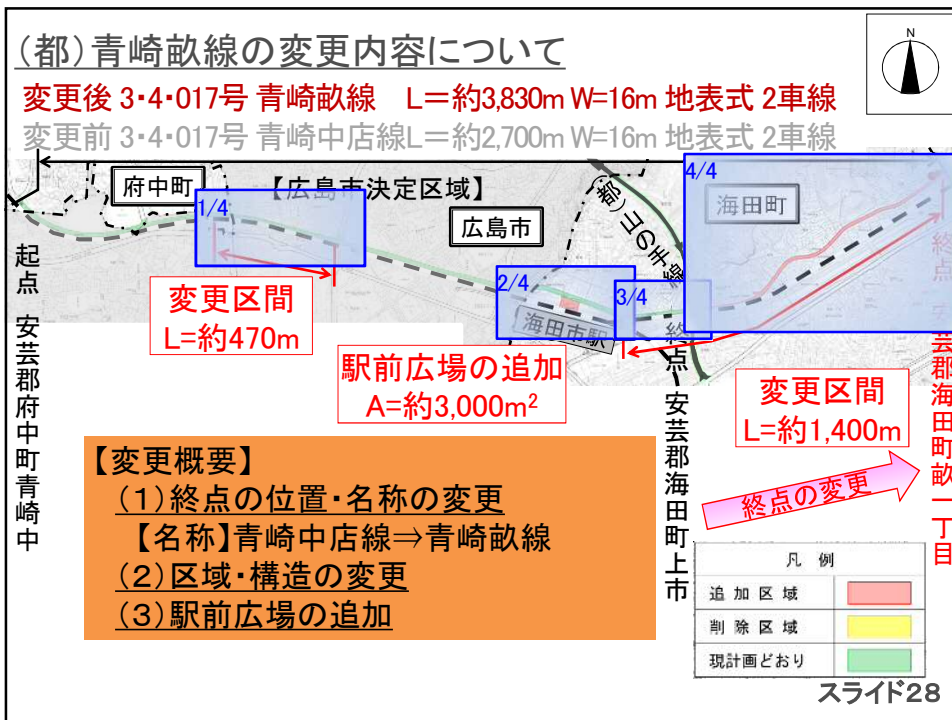 (都)青崎畝線の変更内容について
N
変更後 3・4・017号 青崎畝線 L=約3,830m W=16m 地表式 2車線
変更前 3・4・017号 青崎中店線L=約2,700m W=16m 地表式 2車線
府中町
【広島市決定区域】
広島市
(都)山の手線
海田町
1/4
2/4
3/4
4/4
海田市駅
起点 安芸郡府中町青崎中
変更区間
L=約470m
駅前広場の追加
A=約3,000m²
終点 安芸郡海田町上市
変更区間
L=約1,400m
終点 安芸郡海田町畝一丁目
終点の変更
【変更概要】
(1)終点の位置・名称の変更
【名称】青崎中店線⇒青崎畝線
(2)区域・構造の変更
(3)駅前広場の追加
凡 例
追 加 区 域
削 除 区 域
現計画どおり
スライド28